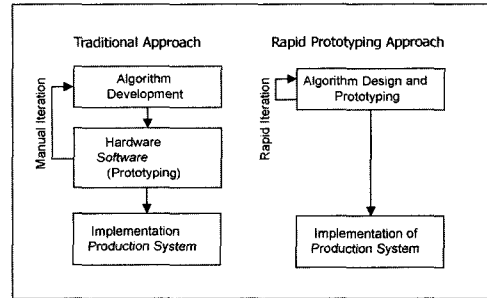 Traditional Approach
Algorithm
Development
Manual Iteration
Hardware
Software
(Prototyping)
Implementation
Production System
Rapid Prototyping Approach
Algorithm Design and
Prototyping
Rapid Iteration
Implementation of
Production System